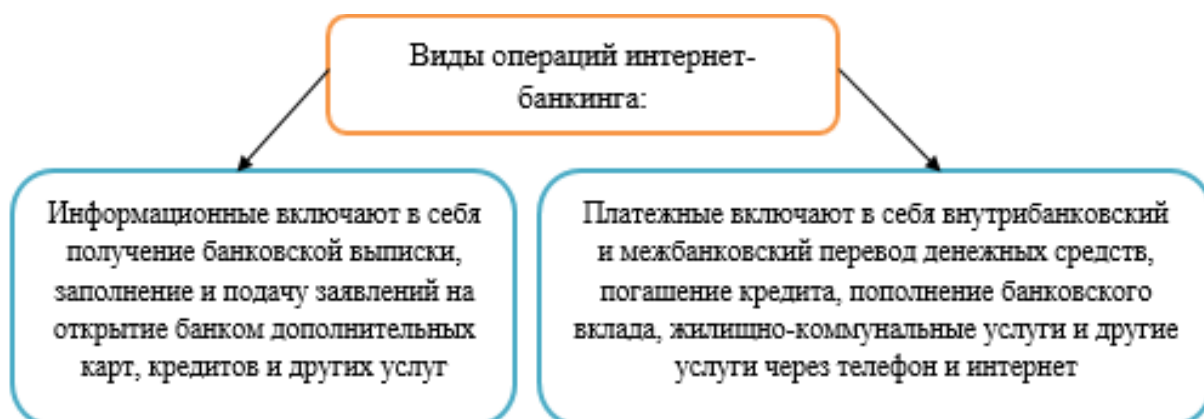 Виды операций интернет-
банкинга:
Информационные включают в себя
получение банковской выписки,
заполнение и подачу заявлений на
открытие банком дополнительных
карт, кредитов и других услуг
Платежные включают в себя внутрибанковский
и межбанковский перевод денежных средств,
погашение кредита, пополнение банковского
вклада, жилищно-коммунальные услуги и другие
услуги через телефон и интернет